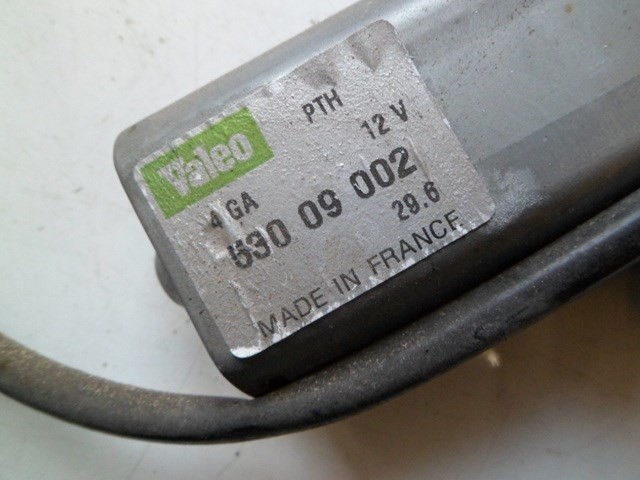 Valeo PTH
4 GA 12 V
530 09 002
29.6
MADE IN FRANCE